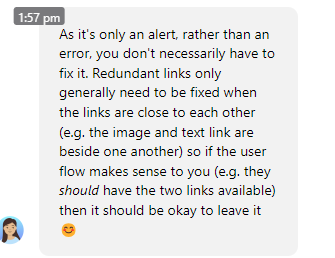 1:57 pm
As it's only an alert, rather than an
error, you don't necessarily have to
fix it. Redundant links only
generally need to be fixed when
the links are close to each other
(e.g. the image and text link are
beside one another) so if the user
flow makes sense to you (e.g. they
should have the two links available)
then it should be okay to leave it
😊